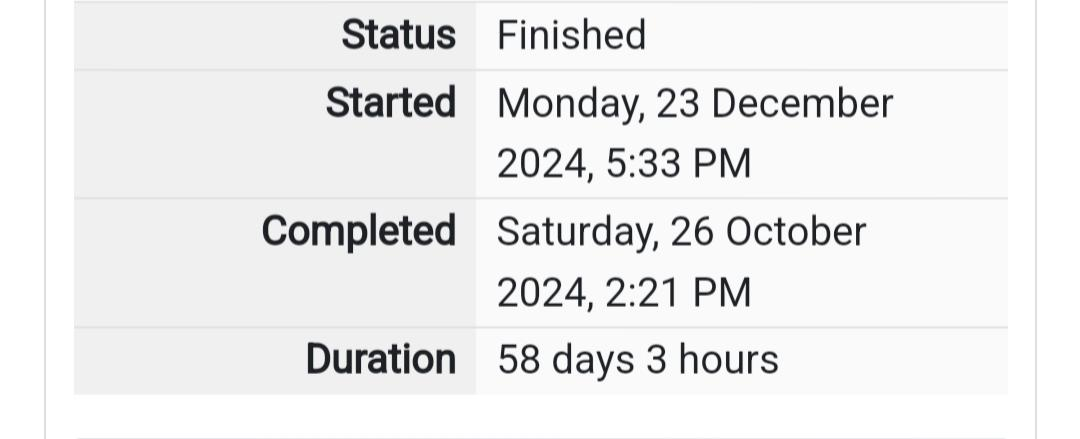 Status Finished
Started Monday, 23 December
2024, 5:33 PM
Completed Saturday, 26 October
2024, 2:21 PM
Duration 58 days 3 hours